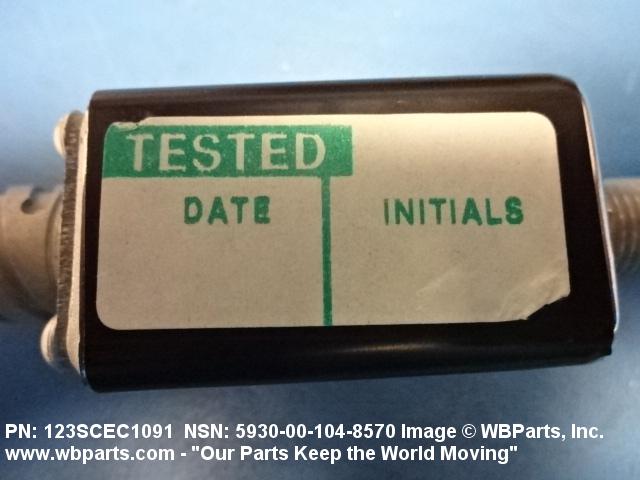 TESTED
DATE INITIALS
PN: 123SCEC1091 NSN: 5930-00-104-8570 Image © WBParts, Inc.
www.wbparts.com - "Our Parts Keep the World Moving"